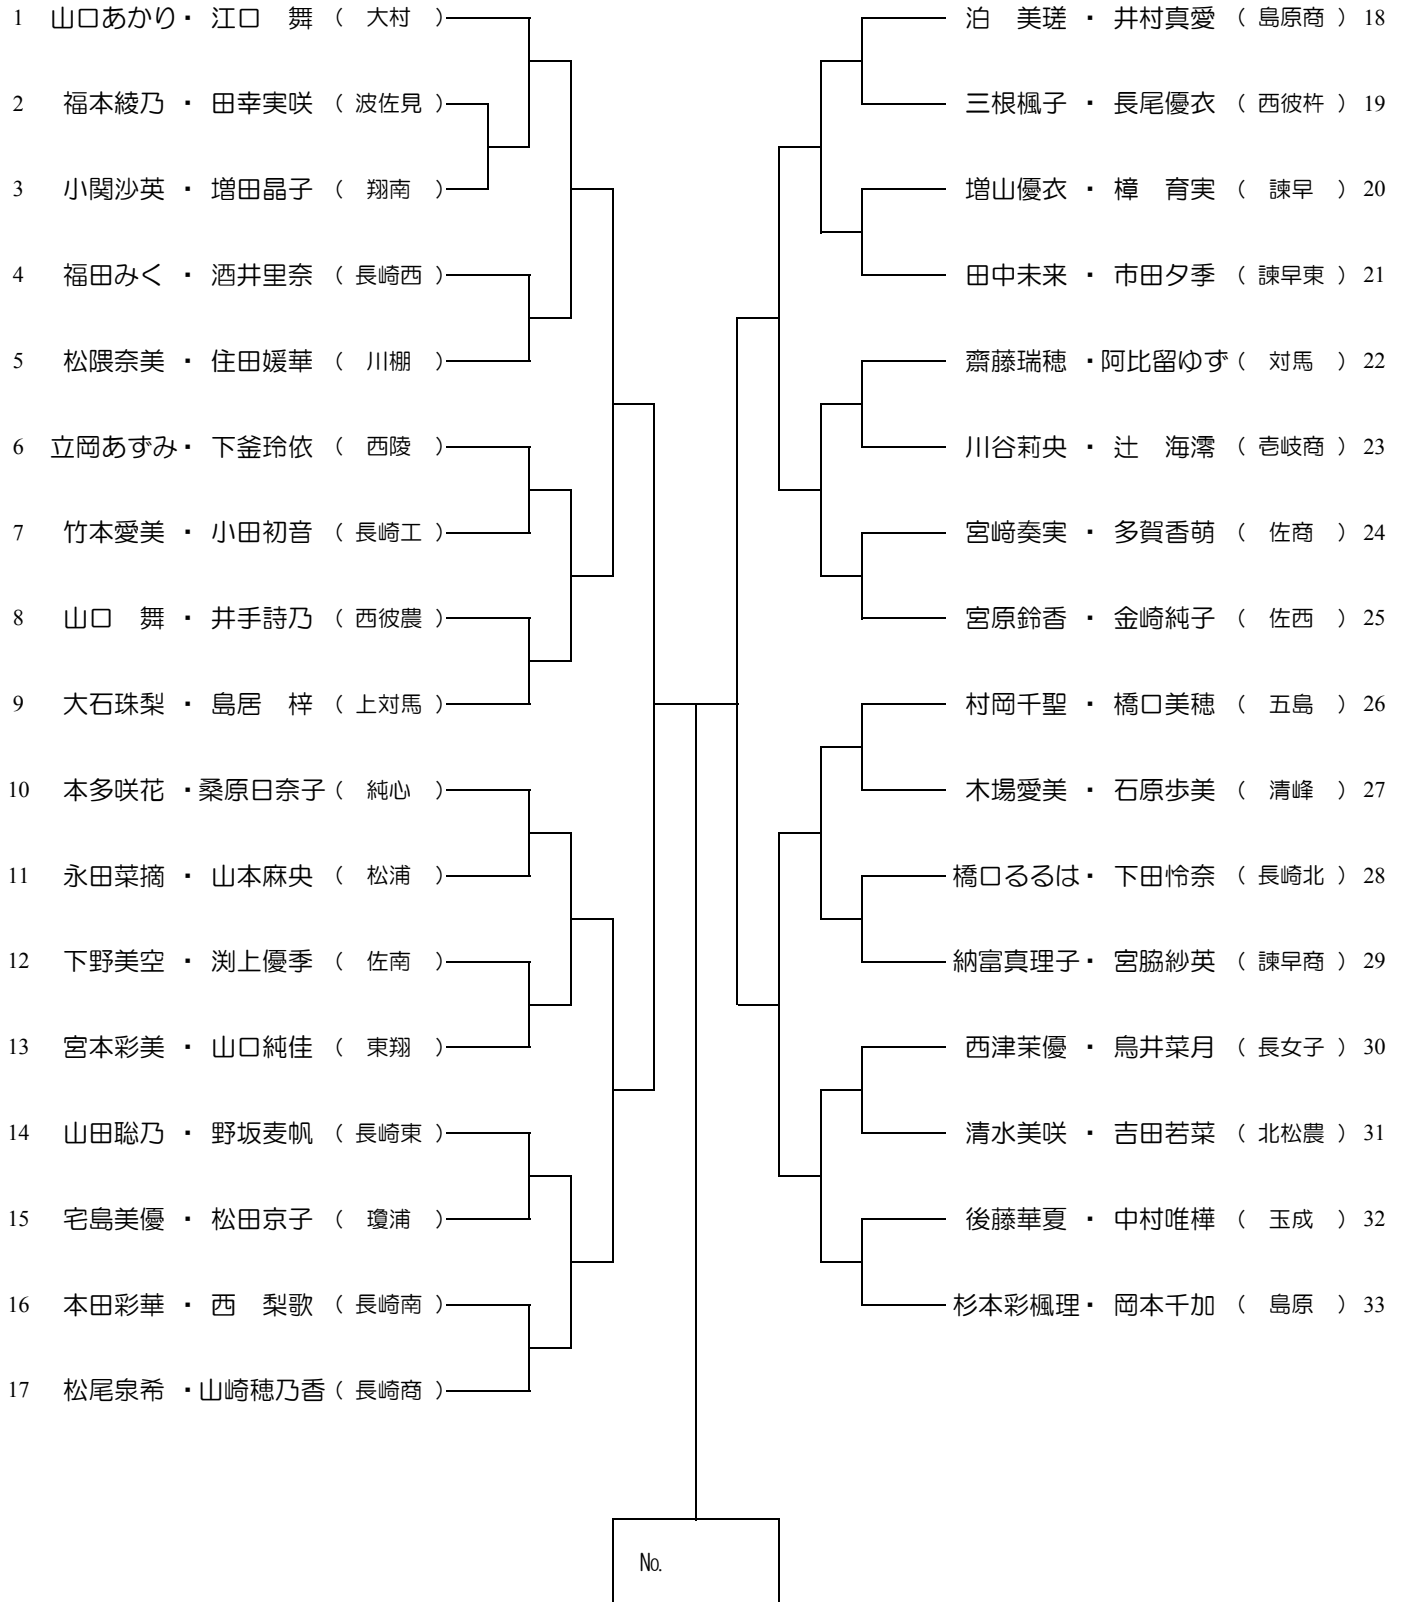 1 山口あかり・ 江口　舞 （ 大村 ）
2 福本綾乃 ・ 田幸実咲 （ 波佐見 ）
3 小関沙英 ・ 増田晶子 （ 翔南 ）
4 福田みく ・ 酒井里奈 （ 長崎西 ）
5 松隈奈美 ・ 住田媛華 （ 川棚 ）
6 立岡あずみ・ 下釜玲依 （ 西陵 ）
7 竹本愛美 ・ 小田初音 （ 長崎工 ）
8 山口　舞 ・ 井手詩乃 （ 西彼農 ）
9 大石珠梨 ・ 島居　梓 （ 上対馬 ）
10 本多咲花 ・桑原日奈子（ 純心 ）
11 永田菜摘 ・ 山本麻央 （ 松浦 ）
12 下野美空 ・ 渕上優季 （ 佐南 ）
13 宮本彩美 ・ 山口純佳 （ 東翔 ）
14 山田聡乃 ・ 野坂麦帆 （ 長崎東 ）
15 宅島美優 ・ 松田京子 （ 瓊浦 ）
16 本田彩華 ・ 西　梨歌 （ 長崎南 ）
17 松尾泉希 ・山崎穂乃香（ 長崎商 ）
泊　美瑳 ・ 井村真愛 （ 島原商 ） 18
三根楓子 ・ 長尾優衣 （ 西彼杵 ） 19
増山優衣 ・ 樟　育実 （ 諫早 ） 20
田中未来 ・ 市田夕季 （ 諫早東 ） 21
齋藤瑞穂 ・阿比留ゆず（ 対馬 ） 22
川谷莉央 ・ 辻　海澪 （ 壱岐商 ） 23
宮﨑奏実 ・ 多賀香萌 （ 佐商 ） 24
宮原鈴香 ・ 金崎純子 （ 佐西 ） 25
村岡千聖 ・ 橋口美穂 （ 五島 ） 26
木場愛美 ・ 石原歩美 （ 清峰 ） 27
橋口るるは・ 下田怜奈 （ 長崎北 ） 28
納富真理子・ 宮脇紗英 （ 諫早商 ） 29
西津茉優 ・ 鳥井菜月 （ 長女子 ） 30
清水美咲 ・ 吉田若菜 （ 北松農 ） 31
後藤華夏 ・ 中村唯樺 （ 玉成 ） 32
杉本彩楓理・ 岡本千加 （ 島原 ） 33
№